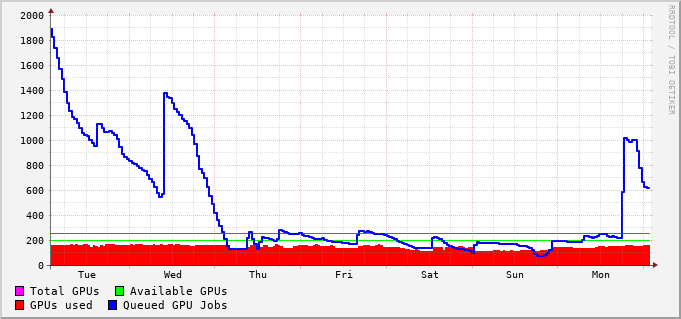 2000
1800
1600
1400
1200
1000
800
600
400
200
0
Tue Wed Thu Fri Sat Sun Mon
RRDTOOL / TOBI OETIKER
Total GPUs Available GPUs
GPUs used Queued GPU Jobs